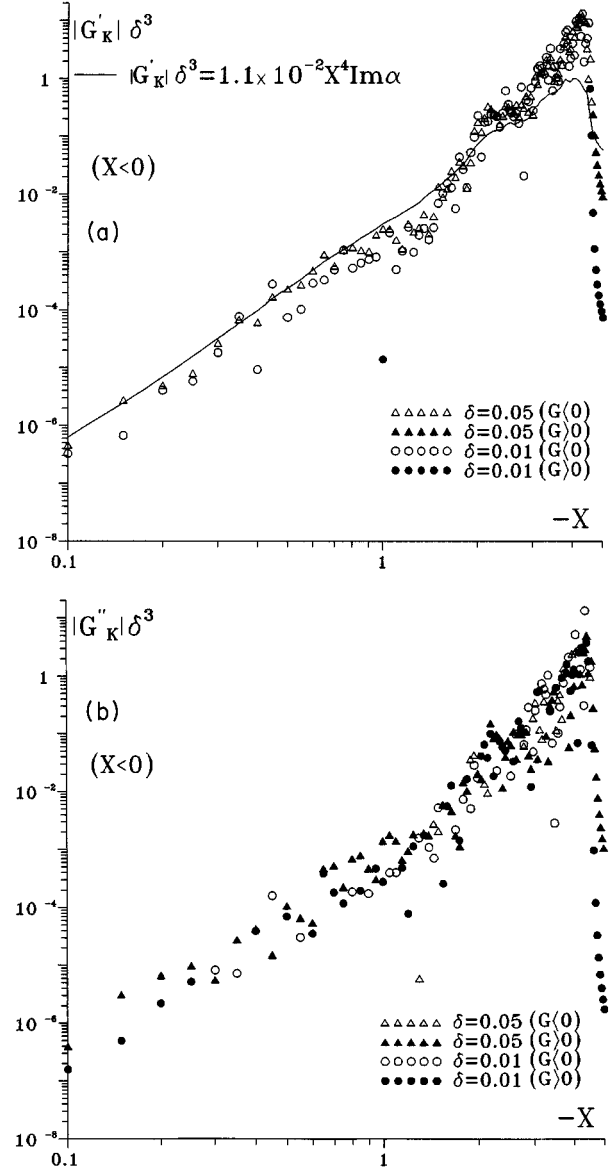 |G'_K| δ³
— |G'_K| δ³=1.1×10⁻²X⁴Imα
1
(X<0)
10⁻²
(a)
10⁻⁴
10⁻⁶
△ △ △ △ △ δ=0.05 (G⟨0)
▲ ▲ ▲ ▲ ▲ δ=0.05 (G⟩0)
○ ○ ○ ○ ○ δ=0.01 (G⟨0)
● ● ● ● ● δ=0.01 (G⟩0)
−X
10⁻⁸
0.1 1
|G''_K|δ³
1
(b)
(X<0)
10⁻²
10⁻⁴
10⁻⁶
△ △ △ △ △ δ=0.05 (G⟨0)
▲ ▲ ▲ ▲ ▲ δ=0.05 (G⟩0)
○ ○ ○ ○ ○ δ=0.01 (G⟨0)
● ● ● ● ● δ=0.01 (G⟩0)
−X
10⁻⁸
0.1 1